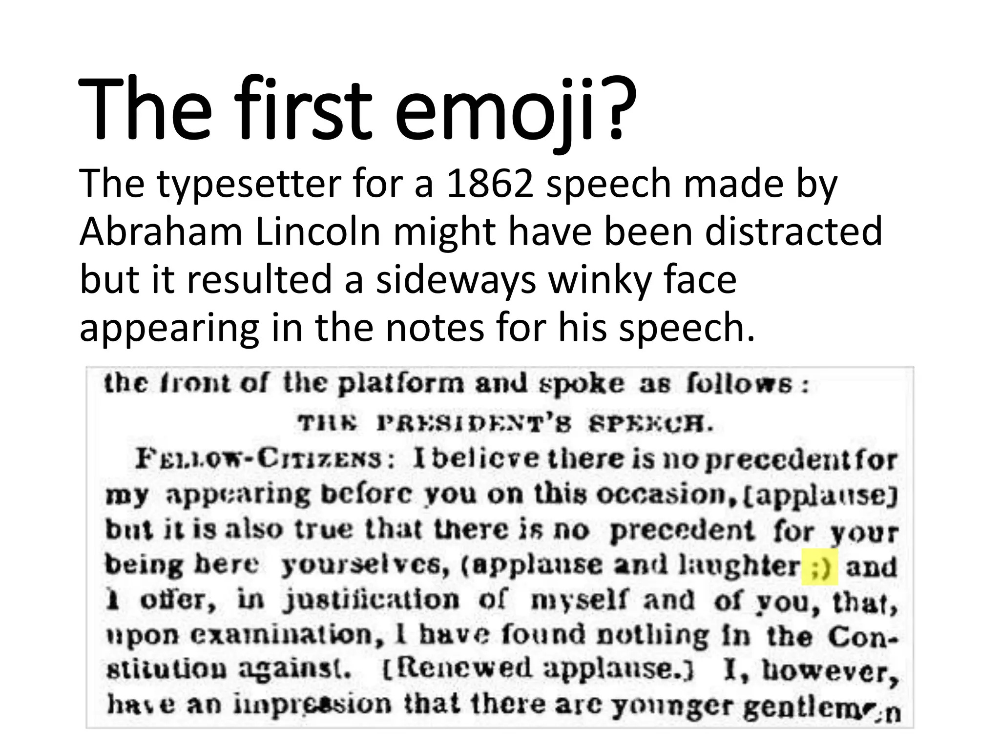 The first emoji?
The typesetter for a 1862 speech made by
Abraham Lincoln might have been distracted
but it resulted a sideways winky face
appearing in the notes for his speech.
the front of the platform and spoke as follows :
THE PRESIDENT'S SPEECH.
FELLOW-CITIZENS : I believe there is no precedent for
my appearing before you on this occasion, [applause]
but it is also true that there is no precedent for your
being here yourselves, (applause and laughter ;) and
I offer, in justification of myself and of you, that,
upon examination, I have found nothing in the Con-
stitution against. [Renewed applause.] I, however,
have an impression that there are younger gentlemen